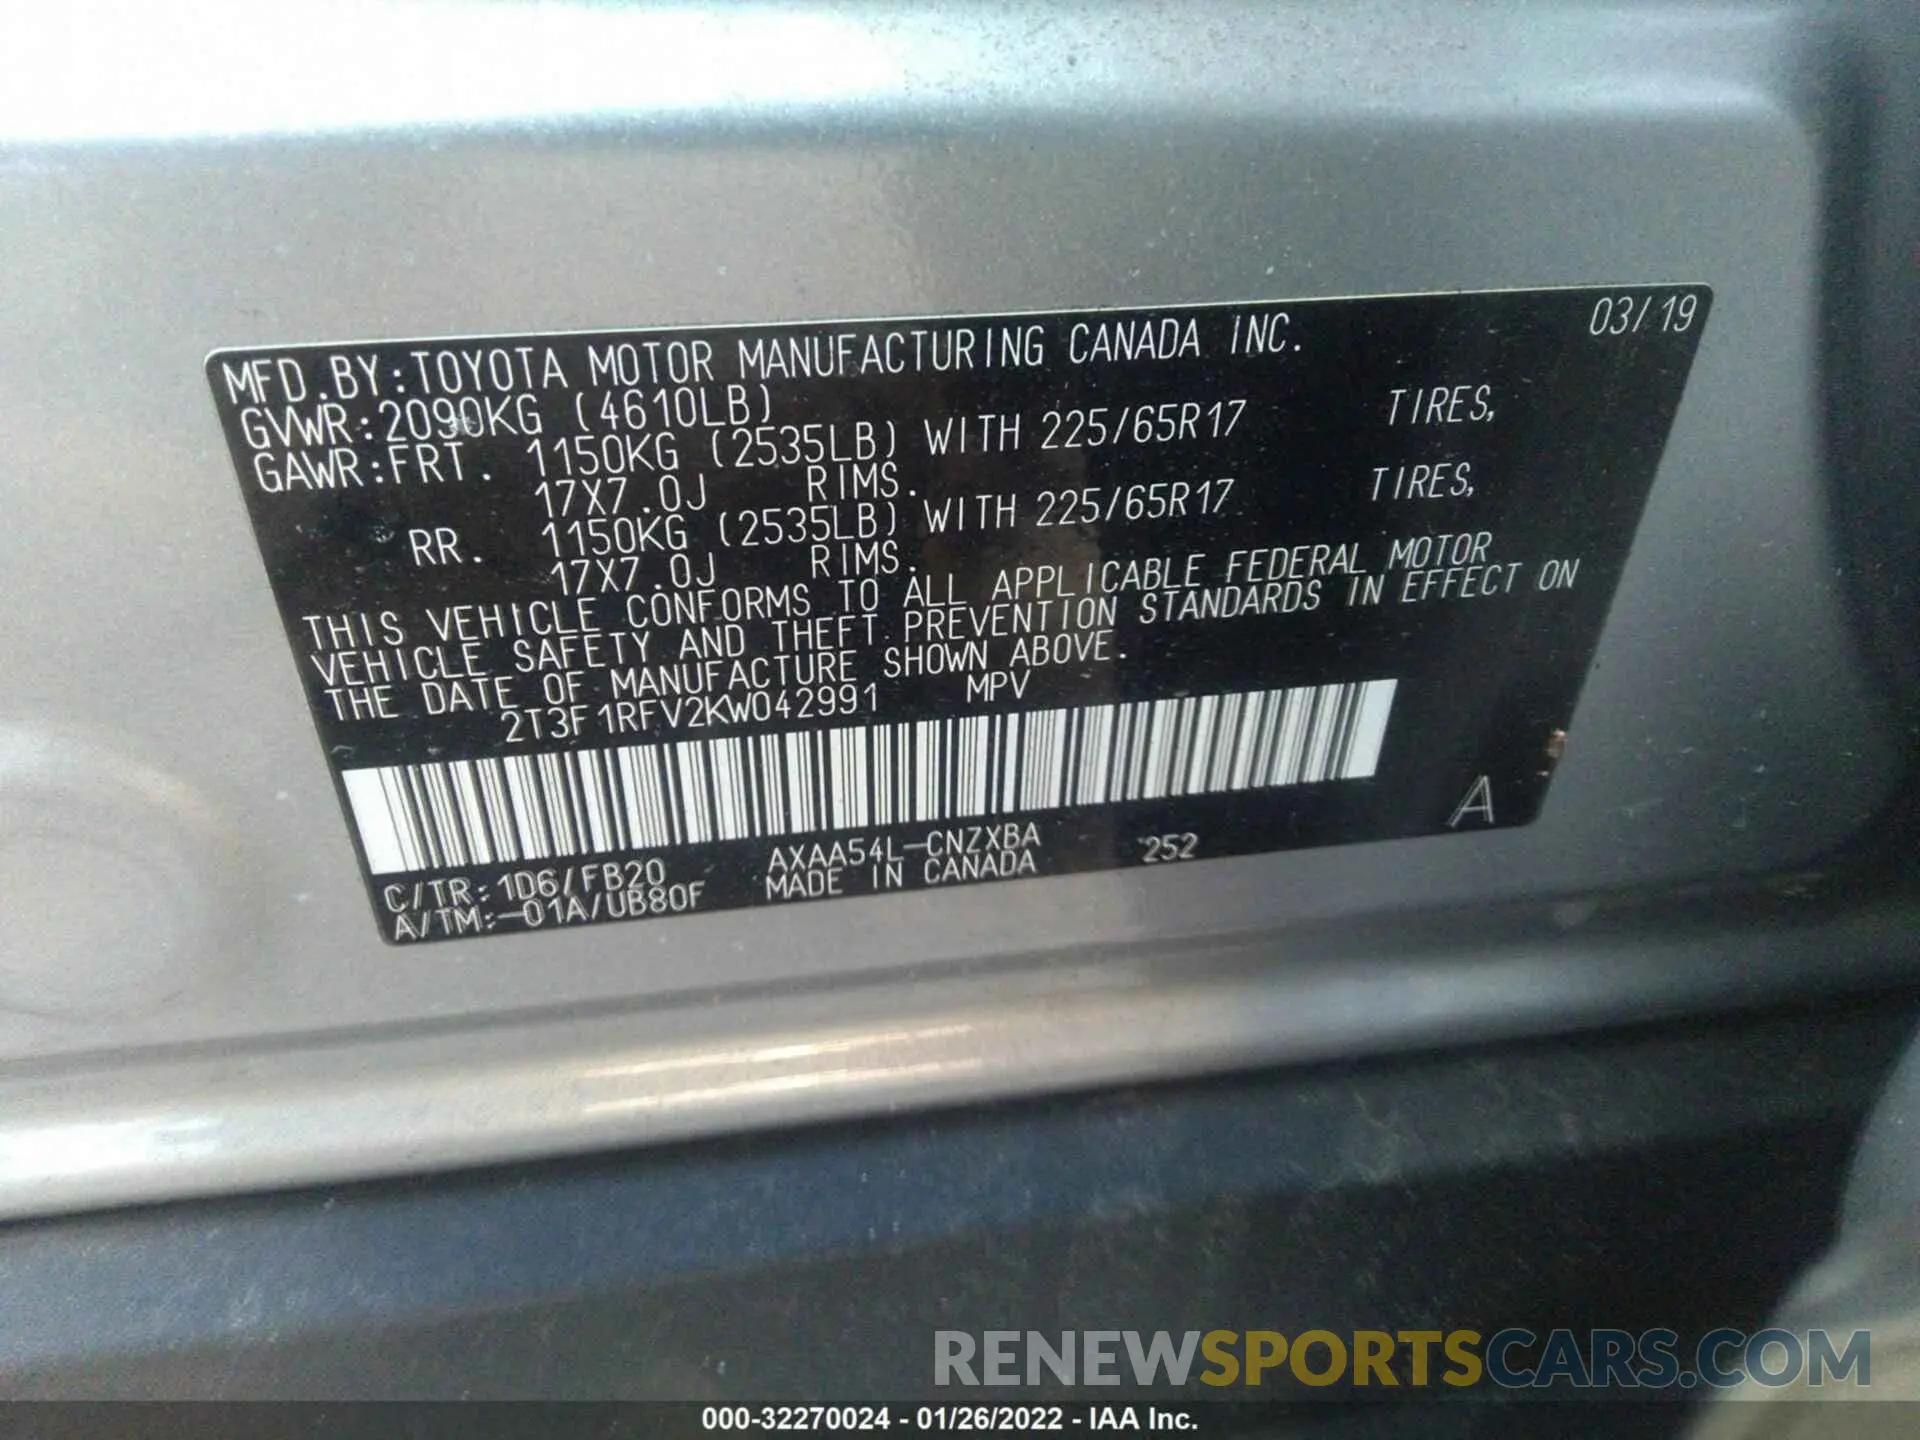 MFD.BY:TOYOTA MOTOR MANUFACTURING CANADA INC. 03/19
GVWR:2090KG (4610LB)
GAWR:FRT. 1150KG (2535LB) WITH 225/65R17 TIRES,
17X7.0J RIMS.
RR. 1150KG (2535LB) WITH 225/65R17 TIRES,
17X7.0J RIMS.
THIS VEHICLE CONFORMS TO ALL APPLICABLE FEDERAL MOTOR
VEHICLE SAFETY AND THEFT PREVENTION STANDARDS IN EFFECT ON
THE DATE OF MANUFACTURE SHOWN ABOVE.
2T3F1RFV2KW042991 MPV
A
C/TR:1D6/FB20 AXAA54L-CNZXBA 252
A/TM:-01A/UB80F MADE IN CANADA
RENEWSPORTSCARS.COM
000-32270024 - 01/26/2022 - IAA Inc.